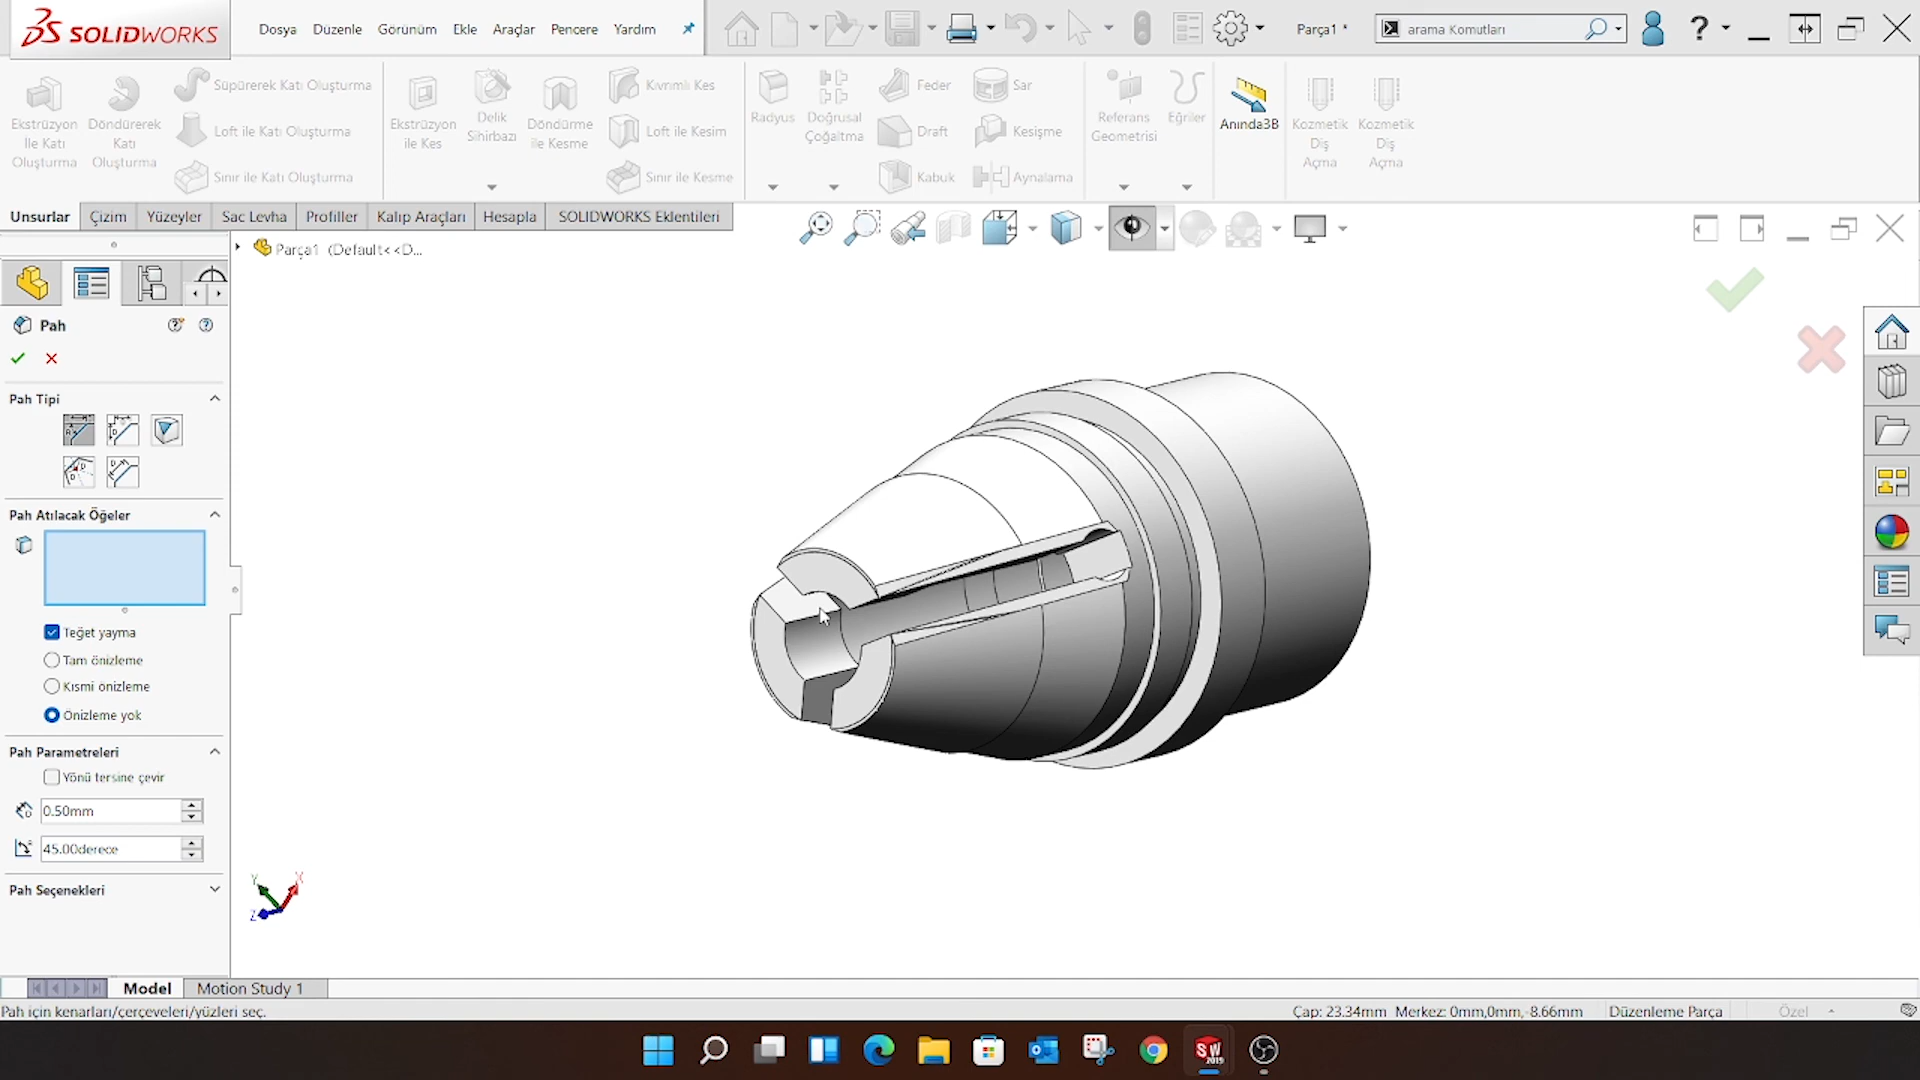 SOLIDWORKS
Dosya Düzenle Görünüm Ekle Araçlar Pencere Yardım
Parça1 *
arama Komutları
Ekstrüzyon
İle Katı
Oluşturma
Döndürerek
Katı
Oluşturma
Süpürerek Katı Oluşturma
Loft ile Katı Oluşturma
Sınır ile Katı Oluşturma
Ekstrüzyon
ile Kes
Delik
Sihirbazı
Döndürme
ile Kesme
Kıvrımlı Kes
Loft ile Kesim
Sınır ile Kesme
Radyus
Doğrusal
Çoğaltma
Feder
Draft
Kabuk
Sar
Kesişme
Aynalama
Referans
Geometrisi
Eğriler
Anında3B
Kozmetik
Diş
Açma
Kozmetik
Diş
Açma
Unsurlar Çizim Yüzeyler Sac Levha Profiller Kalıp Araçları Kalıp Hesapla SOLIDWORKS Eklentileri
Parça1 (Default<<D...
Pah
Pah Tipi
Pah Atılacak Öğeler
Teğet yayma
Tam önizleme
Kısmi önizleme
Önizleme yok
Pah Parametreleri
Yönü tersine çevir
0.50mm
45.00derece
Pah Seçenekleri
Y X
Z
Model Motion Study 1
Pah için kenarları/çerçeveleri/yüzleri seç.
Çap: 23.34mm Merkez: 0mm,0mm,-8.66mm Düzenleme Parça Özel
SW
2019